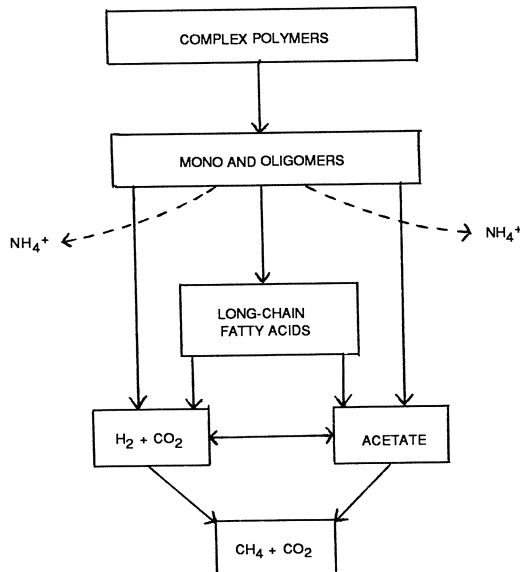 COMPLEX POLYMERS
MONO AND OLIGOMERS
NH4+
NH4+
LONG-CHAIN
FATTY ACIDS
H2 + CO2
ACETATE
CH4 + CO2